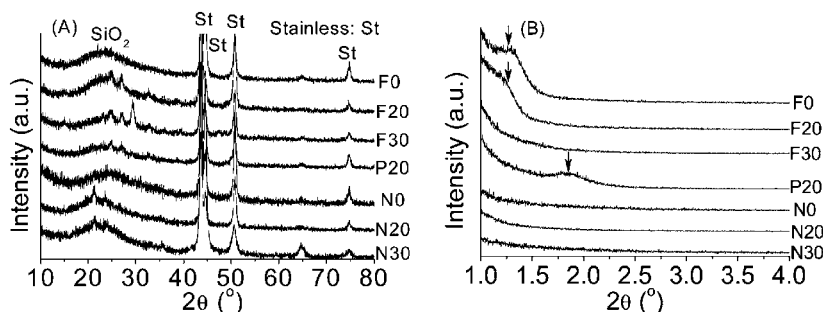 (A)
SiO₂
St
St
St
Stainless: St
St
F0
F20
F30
P20
N0
N20
N30
Intensity (a.u.)
10 20 30 40 50 60 70 80
2θ (°)
(B)
F0
F20
F30
P20
N0
N20
N30
Intensity (a.u.)
1.0 1.5 2.0 2.5 3.0 3.5 4.0
2θ (°)